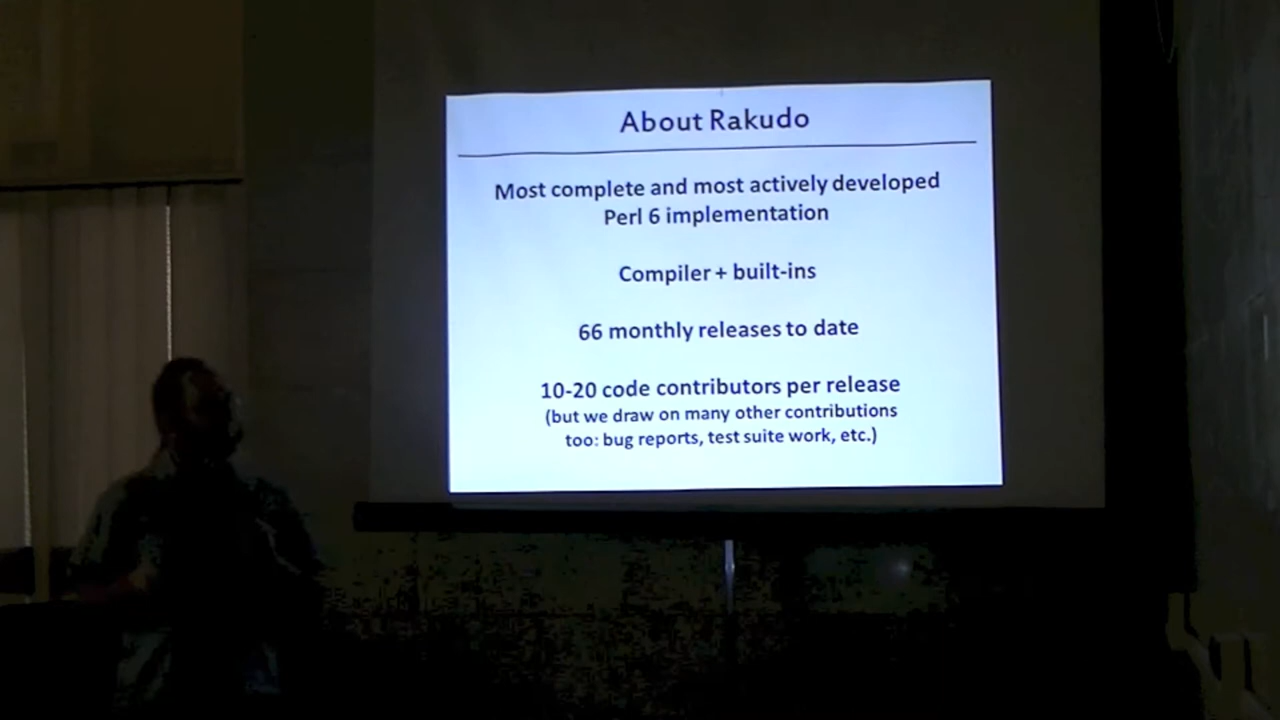 About Rakudo
Most complete and most actively developed
Perl 6 implementation
Compiler + built-ins
66 monthly releases to date
10-20 code contributors per release
(but we draw on many other contributions
too: bug reports, test suite work, etc.)